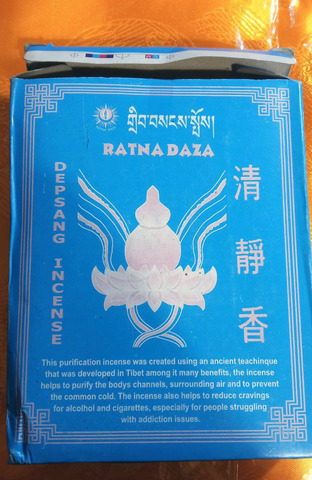 གྲིབ་བསངས་སྤོས།
RATNA DAZA
DEPSANG INCENSE
清靜香
This purification incense was created using an ancient teachinque
that was developed in Tibet among it many benefits, the incense
helps to purify the bodys channels, surrounding air and to prevent
the common cold. The incense also helps to reduce cravings
for alcohol and cigarettes, especially for people struggling
with addiction issues.